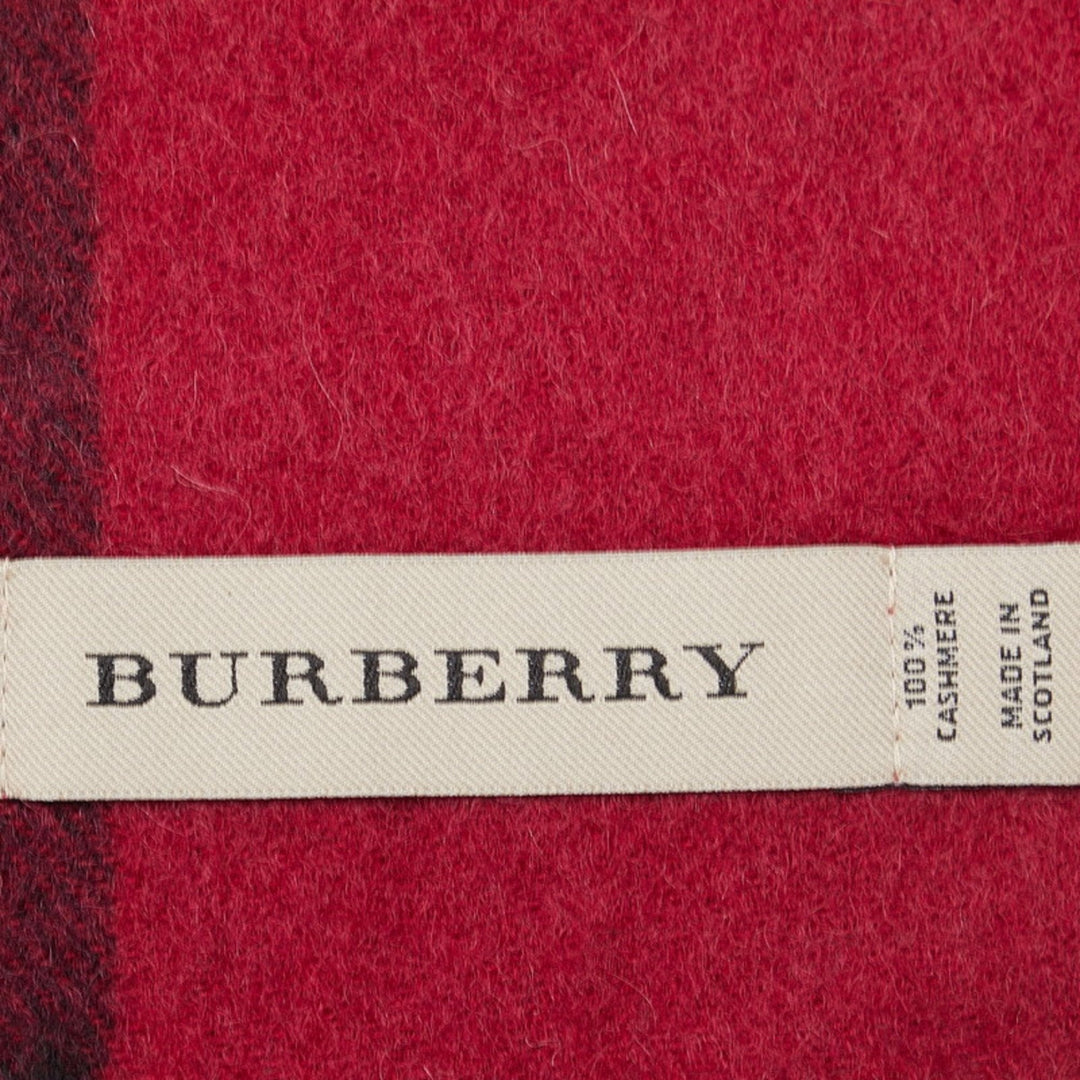 BURBERRY
100%
CASHMERE
MADE IN
SCOTLAND